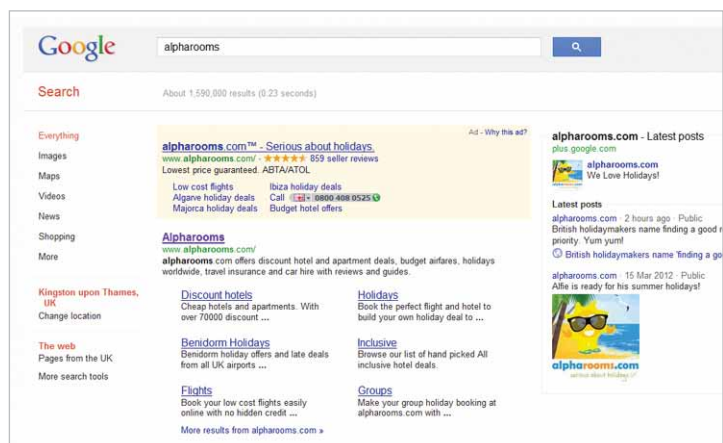 Google
alpharooms
Search
About 1,590,000 results (0.23 seconds)
Everything
Images
Maps
Videos
News
Shopping
More
Kingston upon Thames,
UK
Change location
The web
Pages from the UK
More search tools
Ad - Why this ad?
alpharooms.com™ - Serious about holidays.
www.alpharooms.com/ - 859 seller reviews
Lowest price guaranteed. ABTA/ATOL
Low cost flights Ibiza holiday deals
Algarve holiday deals Call 0800 408 0525
Majorca holiday deals Budget hotel offers
Alpharooms
www.alpharooms.com/
alpharooms.com offers discount hotel and apartment deals, budget airfares, holidays
worldwide, travel insurance and car hire with reviews and guides.
Discount hotels
Cheap hotels and apartments. With
over 70000 discount ...
Holidays
Book the perfect flight and hotel to
build your own holiday deal to ...
Benidorm Holidays
Benidorm holiday offers and late deals
from all UK airports ...
Inclusive
Browse our list of hand picked All
inclusive hotel deals.
Flights
Book your low cost flights easily
online with no hidden credit ...
Groups
Make your group holiday booking at
alpharooms.com with ...
More results from alpharooms.com »
alpharooms.com - Latest posts
plus.google.com
alpharooms.com
We Love Holidays!
Latest posts
alpharooms.com - 2 hours ago - Public
British holidaymakers name finding a good
priority. Yum yum!
British holidaymakers name 'finding a go
alpharooms.com - 15 Mar 2012 - Public
Alfie is ready for his summer holidays!
alpharooms.com